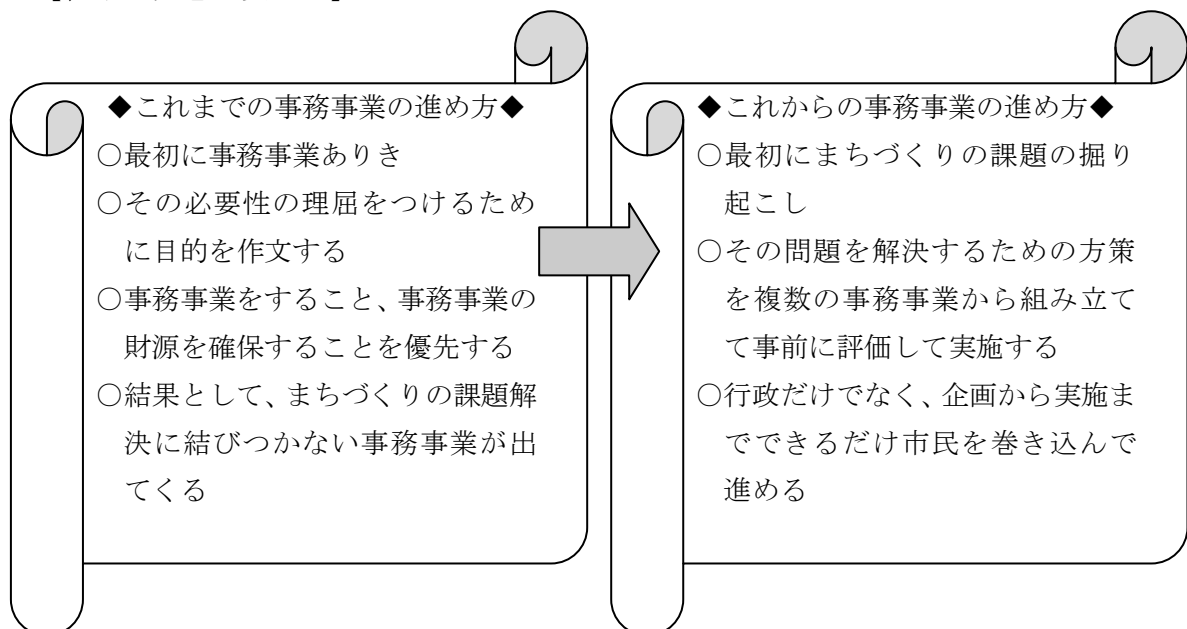 ◆これまでの事務事業の進め方◆
○最初に事務事業ありき
○その必要性の理屈をつけるため
に目的を作文する
○事務事業をすること、事務事業の
財源を確保することを優先する
○結果として、まちづくりの課題解
決に結びつかない事務事業が出
てくる
◆これからの事務事業の進め方◆
○最初にまちづくりの課題の掘り
起こし
○その問題を解決するための方策
を複数の事務事業から組み立て
て事前に評価して実施する
○行政だけでなく、企画から実施ま
でできるだけ市民を巻き込んで
進める